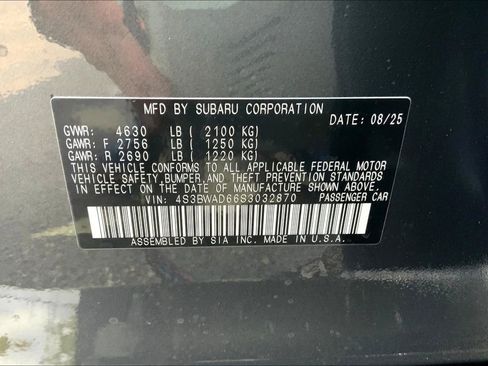 MFD BY SUBARU CORPORATION
DATE: 08/25
GVWR: 4630 LB ( 2100 KG)
GAWR: F 2756 LB ( 1250 KG)
GAWR: R 2690 LB ( 1220 KG)
THIS VEHICLE CONFORMS TO ALL APPLICABLE FEDERAL MOTOR
VEHICLE SAFETY, BUMPER, AND THEFT PREVENTION STANDARDS
IN EFFECT ON THE DATE OF MANUFACTURE SHOWN ABOVE.
VIN: 4S3BWAD66S3032870 PASSENGER CAR
ASSEMBLED BY SIA INC. MADE IN U.S.A.